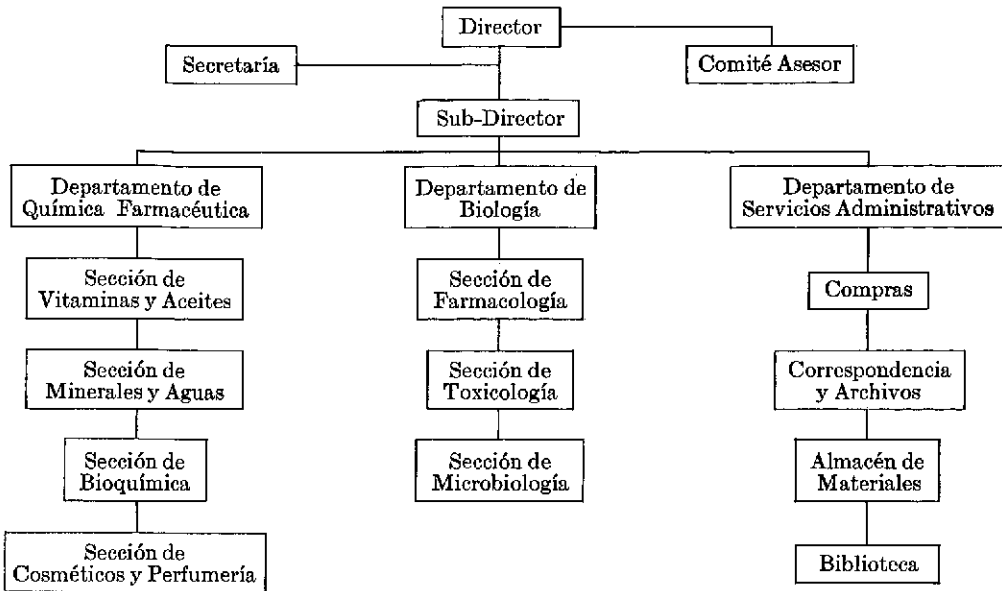 Director
Secretaría
Comité Asesor
Sub-Director
Departamento de
Química Farmacéutica
Departamento de
Biología
Departamento de
Servicios Administrativos
Sección de
Vitaminas y Aceites
Sección de
Farmacología
Compras
Sección de
Minerales y Aguas
Sección de
Toxicología
Correspondencia
y Archivos
Sección de
Bioquímica
Sección de
Microbiología
Almacén de
Materiales
Sección de
Cosméticos y Perfumería
Biblioteca